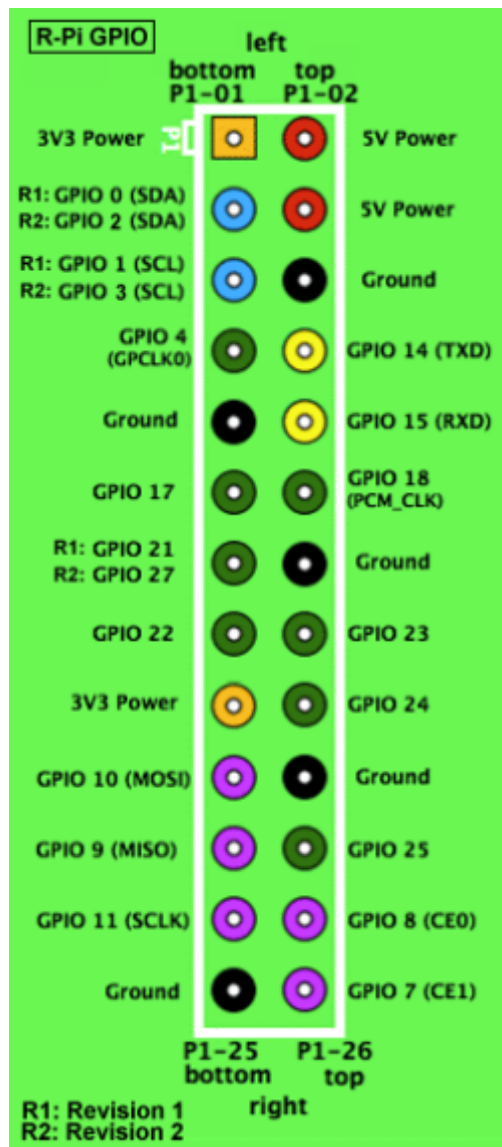 R-Pi GPIO
left
bottom top
P1-01 P1-02
3V3 Power P1 5V Power
R1: GPIO 0 (SDA)
R2: GPIO 2 (SDA) 5V Power
R1: GPIO 1 (SCL)
R2: GPIO 3 (SCL) Ground
GPIO 4
(GPCLK0) GPIO 14 (TXD)
Ground GPIO 15 (RXD)
GPIO 17 GPIO 18
(PCM_CLK)
R1: GPIO 21
R2: GPIO 27 Ground
GPIO 22 GPIO 23
3V3 Power GPIO 24
GPIO 10 (MOSI) Ground
GPIO 9 (MISO) GPIO 25
GPIO 11 (SCLK) GPIO 8 (CE0)
Ground GPIO 7 (CE1)
P1-25 P1-26
bottom top
right
R1: Revision 1
R2: Revision 2